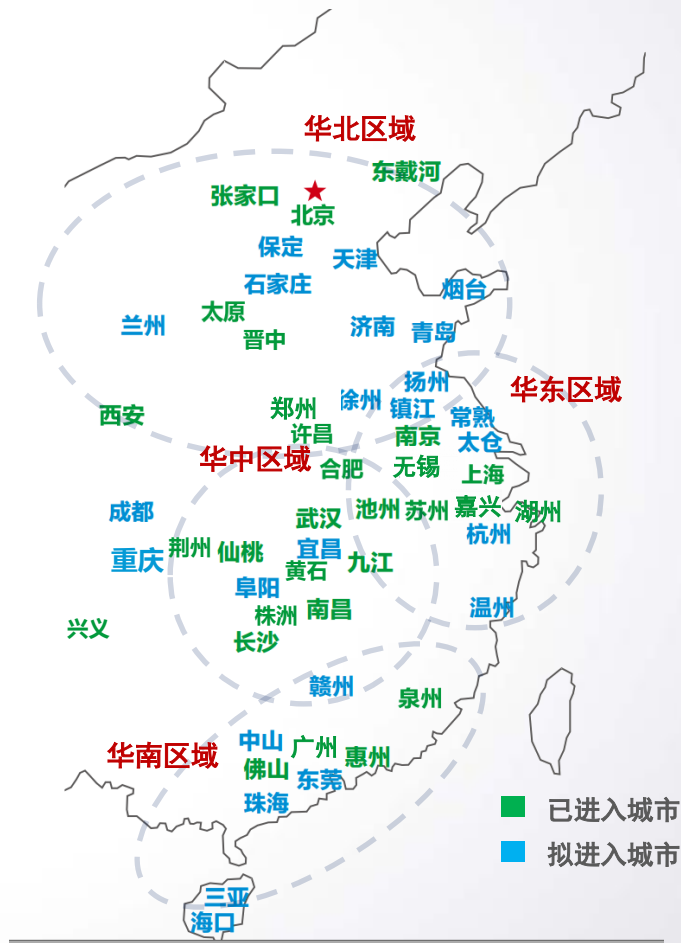 华北区域
东戴河
张家口
北京
保定
天津
石家庄
烟台
太原
兰州
济南
青岛
晋中
扬州
徐州
镇江
郑州
西安
常熟
许昌
南京
太仓
华东区域
华中区域
合肥
无锡
上海
成都
武汉
池州
苏州
嘉兴
湖州
杭州
重庆
荆州
仙桃
宜昌
黄石
九江
阜阳
株洲
南昌
温州
兴义
长沙
赣州
泉州
华南区域
中山
广州
惠州
佛山
东莞
珠海
已进入城市
拟进入城市
三亚
海口